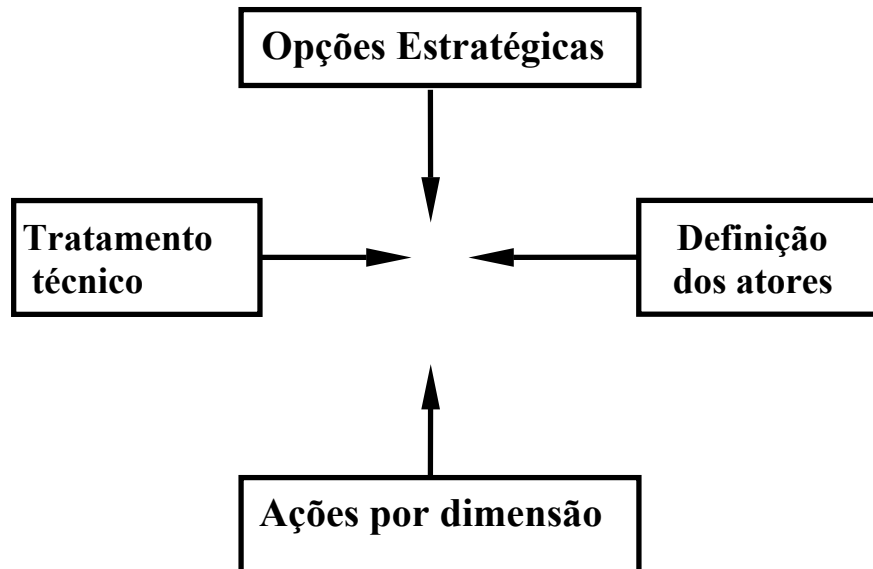 Opções Estratégicas
Tratamento
técnico
Definição
dos atores
Ações por dimensão